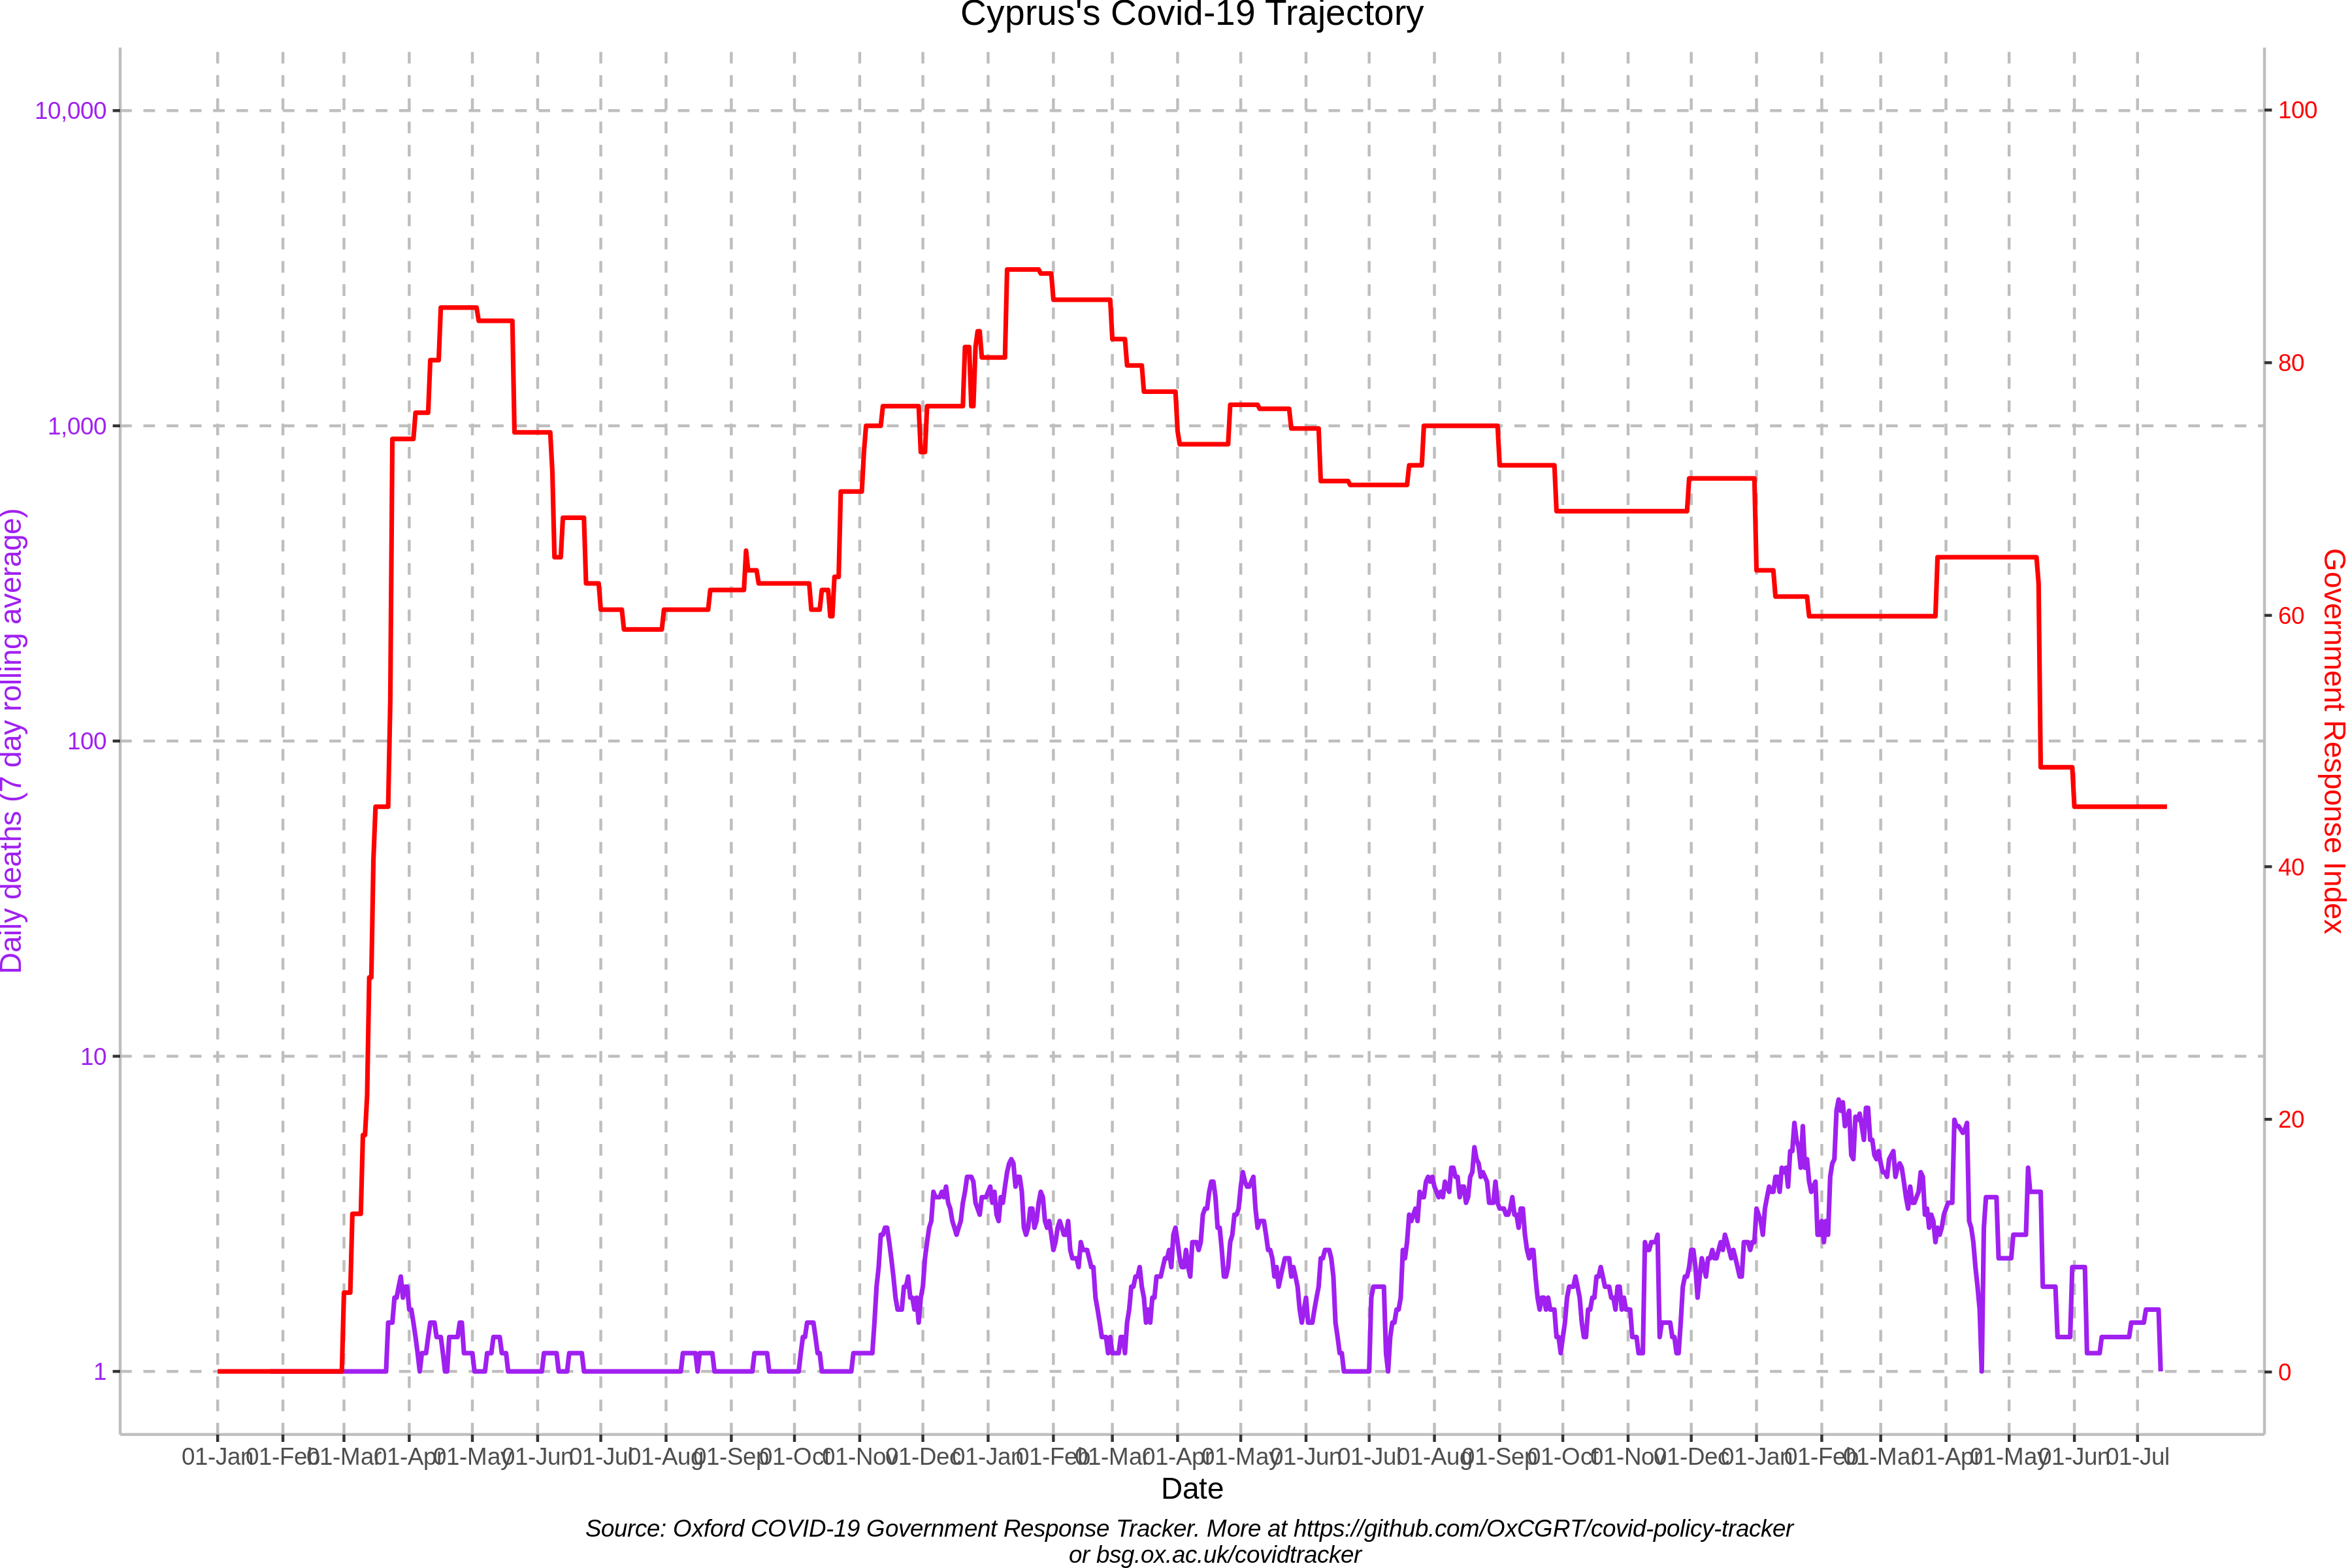 Cyprus's Covid-19 Trajectory
10,000
1,000
100
10
1
Daily deaths (7 day rolling average)
100
80
60
40
20
0
Government Response Index
01-Jan 01-Feb 01-Mar 01-Apr 01-May 01-Jun 01-Jul 01-Aug 01-Sep 01-Oct 01-Nov 01-Dec 01-Jan 01-Feb 01-Mar 01-Apr 01-May 01-Jun 01-Jul 01-Aug 01-Sep 01-Oct 01-Nov 01-Dec 01-Jan 01-Feb 01-Mar 01-Apr 01-May 01-Jun 01-Jul
Date
Source: Oxford COVID-19 Government Response Tracker. More at https://github.com/OxCGRT/covid-policy-tracker
or bsg.ox.ac.uk/covidtracker